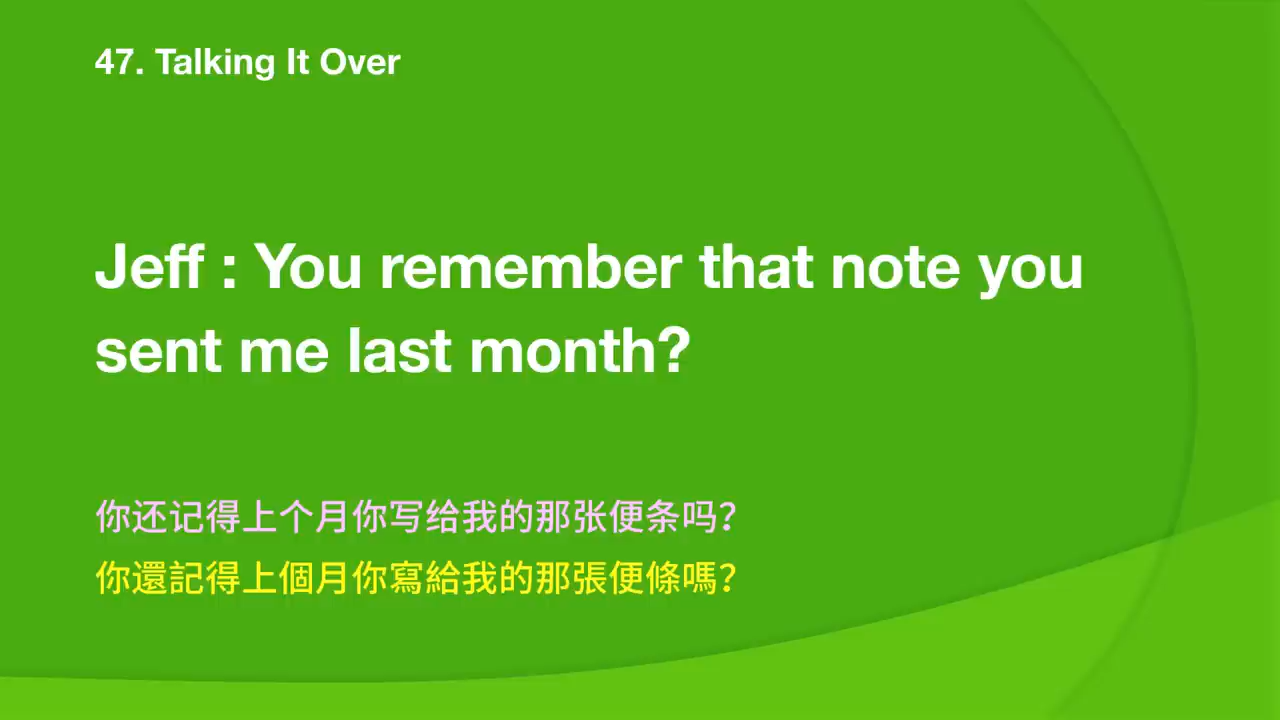 47. Talking It Over
Jeff : You remember that note you
sent me last month?
你还记得上个月你写给我的那张便条吗?
你還記得上個月你寫給我的那張便條嗎?